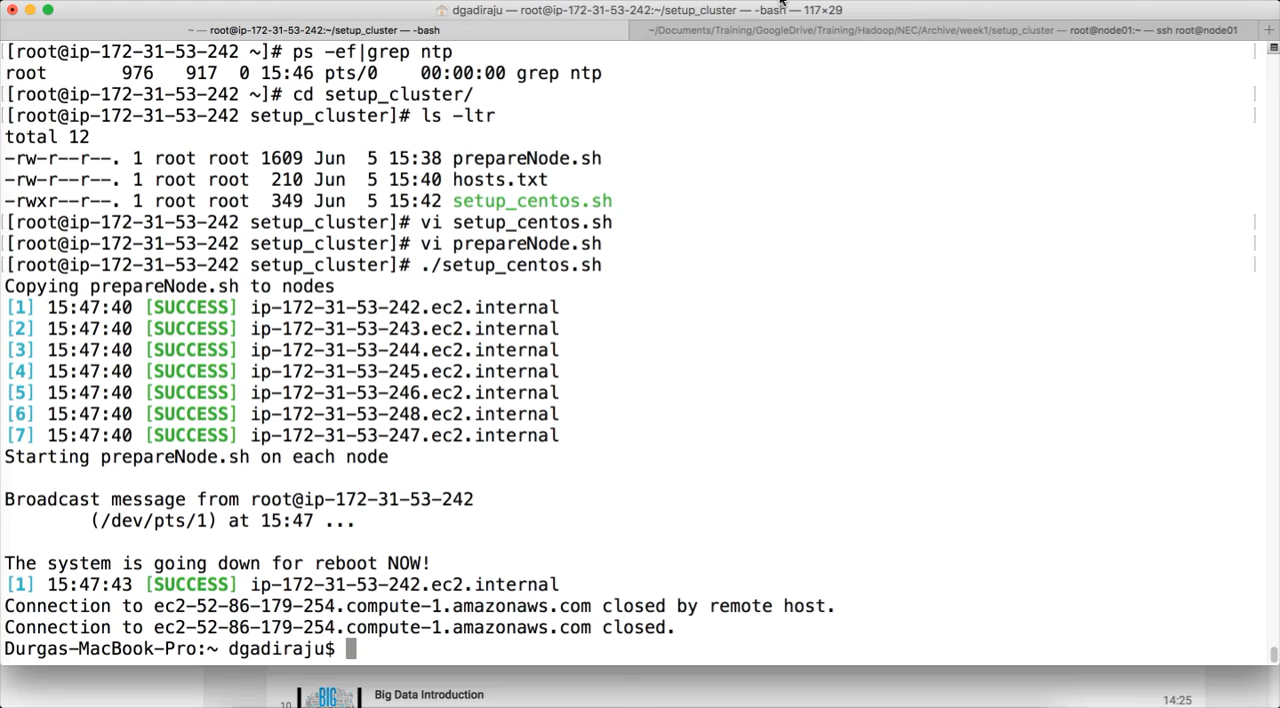 dgadiraju — root@ip-172-31-53-242:~/setup_cluster — -bash — 117×29
~ — root@ip-172-31-53-242:~/setup_cluster — -bash
~/Documents/Training/GoogleDrive/Training/Hadoop/NEC/Archive/week1/setup_cluster — root@node01:~ — ssh root@node01 +
[root@ip-172-31-53-242 ~]# ps -ef|grep ntp ]
root       976   917  0 15:46 pts/0    00:00:00 grep ntp
[root@ip-172-31-53-242 ~]# cd setup_cluster/ ]
[root@ip-172-31-53-242 setup_cluster]# ls -ltr ]
total 12
-rw-r--r--. 1 root root 1609 Jun  5 15:38 prepareNode.sh
-rw-r--r--. 1 root root  210 Jun  5 15:40 hosts.txt
-rwxr--r--. 1 root root  349 Jun  5 15:42 setup_centos.sh
[root@ip-172-31-53-242 setup_cluster]# vi setup_centos.sh ]
[root@ip-172-31-53-242 setup_cluster]# vi prepareNode.sh ]
[root@ip-172-31-53-242 setup_cluster]# ./setup_centos.sh ]
Copying prepareNode.sh to nodes
[1] 15:47:40 [SUCCESS] ip-172-31-53-242.ec2.internal
[2] 15:47:40 [SUCCESS] ip-172-31-53-243.ec2.internal
[3] 15:47:40 [SUCCESS] ip-172-31-53-244.ec2.internal
[4] 15:47:40 [SUCCESS] ip-172-31-53-245.ec2.internal
[5] 15:47:40 [SUCCESS] ip-172-31-53-246.ec2.internal
[6] 15:47:40 [SUCCESS] ip-172-31-53-248.ec2.internal
[7] 15:47:40 [SUCCESS] ip-172-31-53-247.ec2.internal
Starting prepareNode.sh on each node
Broadcast message from root@ip-172-31-53-242
(/dev/pts/1) at 15:47 ...
The system is going down for reboot NOW!
[1] 15:47:43 [SUCCESS] ip-172-31-53-242.ec2.internal
Connection to ec2-52-86-179-254.compute-1.amazonaws.com closed by remote host.
Connection to ec2-52-86-179-254.compute-1.amazonaws.com closed.
Durgas-MacBook-Pro:~ dgadiraju$
10 BIG Big Data Introduction 14:25